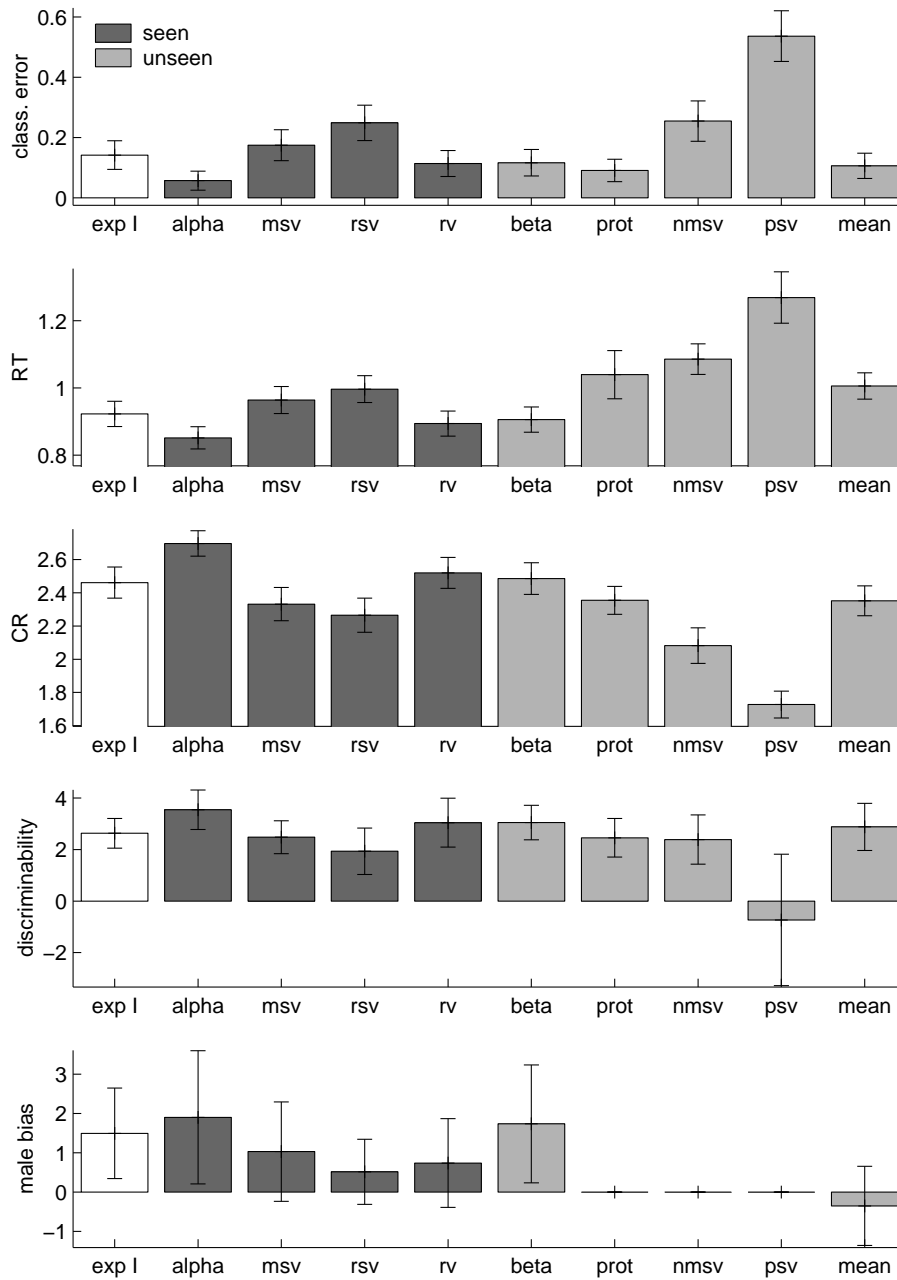 0.6
seen
unseen
0.4
class. error
0.2
0
exp I alpha msv rsv rv beta prot nmsv psv mean
1.2
RT
1
0.8
exp I alpha msv rsv rv beta prot nmsv psv mean
2.6
2.4
CR
2.2
2
1.8
1.6
exp I alpha msv rsv rv beta prot nmsv psv mean
4
2
discriminability
0
−2
exp I alpha msv rsv rv beta prot nmsv psv mean
3
2
male bias
1
0
−1
exp I alpha msv rsv rv beta prot nmsv psv mean